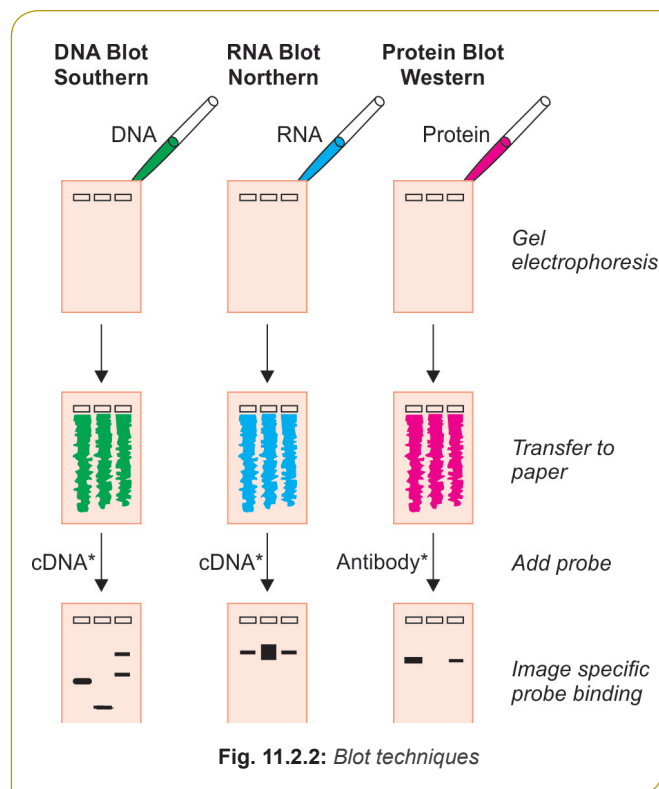 DNA Blot
Southern
RNA Blot
Northern
Protein Blot
Western
DNA
RNA
Protein
Gel
electrophoresis
Transfer to
paper
cDNA*
cDNA*
Antibody*
Add probe
Image specific
probe binding
Fig. 11.2.2: Blot techniques